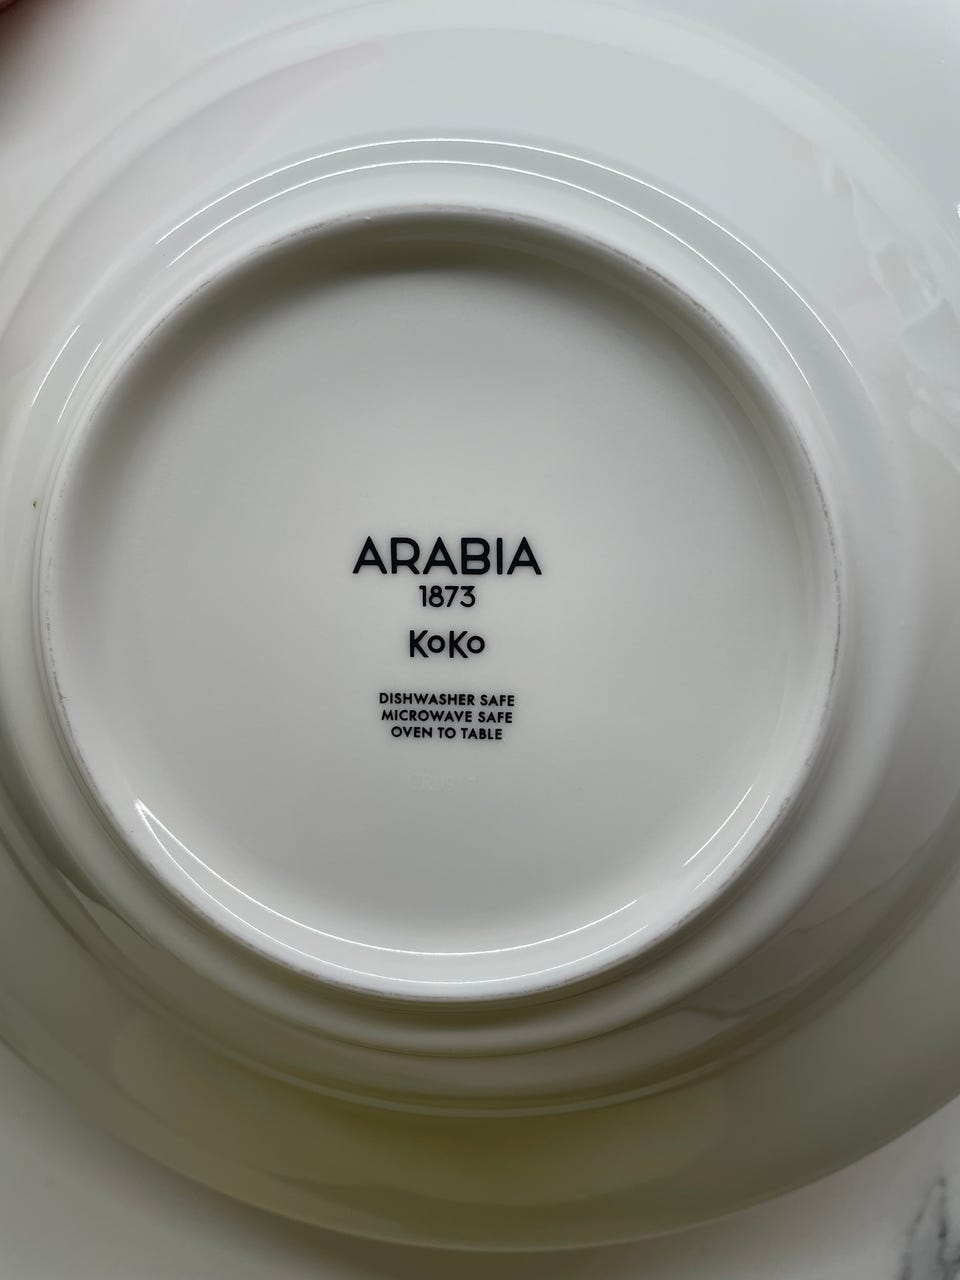 ARABIA
1873
KoKo
DISHWASHER SAFE
MICROWAVE SAFE
OVEN TO TABLE